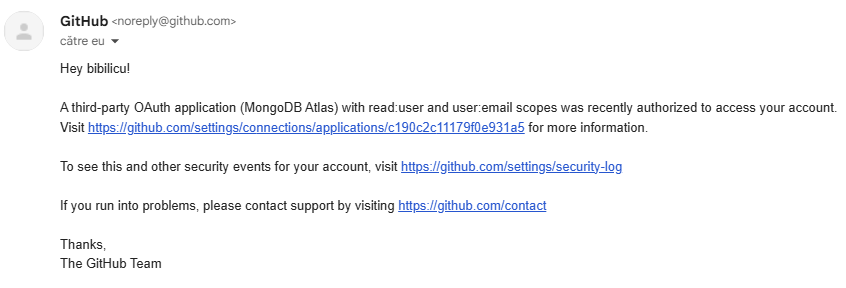 GitHub <noreply@github.com>
către eu
Hey bibilicu!
A third-party OAuth application (MongoDB Atlas) with read:user and user:email scopes was recently authorized to access your account.
Visit https://github.com/settings/connections/applications/c190c2c11179f0e931a5 for more information.
To see this and other security events for your account, visit https://github.com/settings/security-log
If you run into problems, please contact support by visiting https://github.com/contact
Thanks,
The GitHub Team